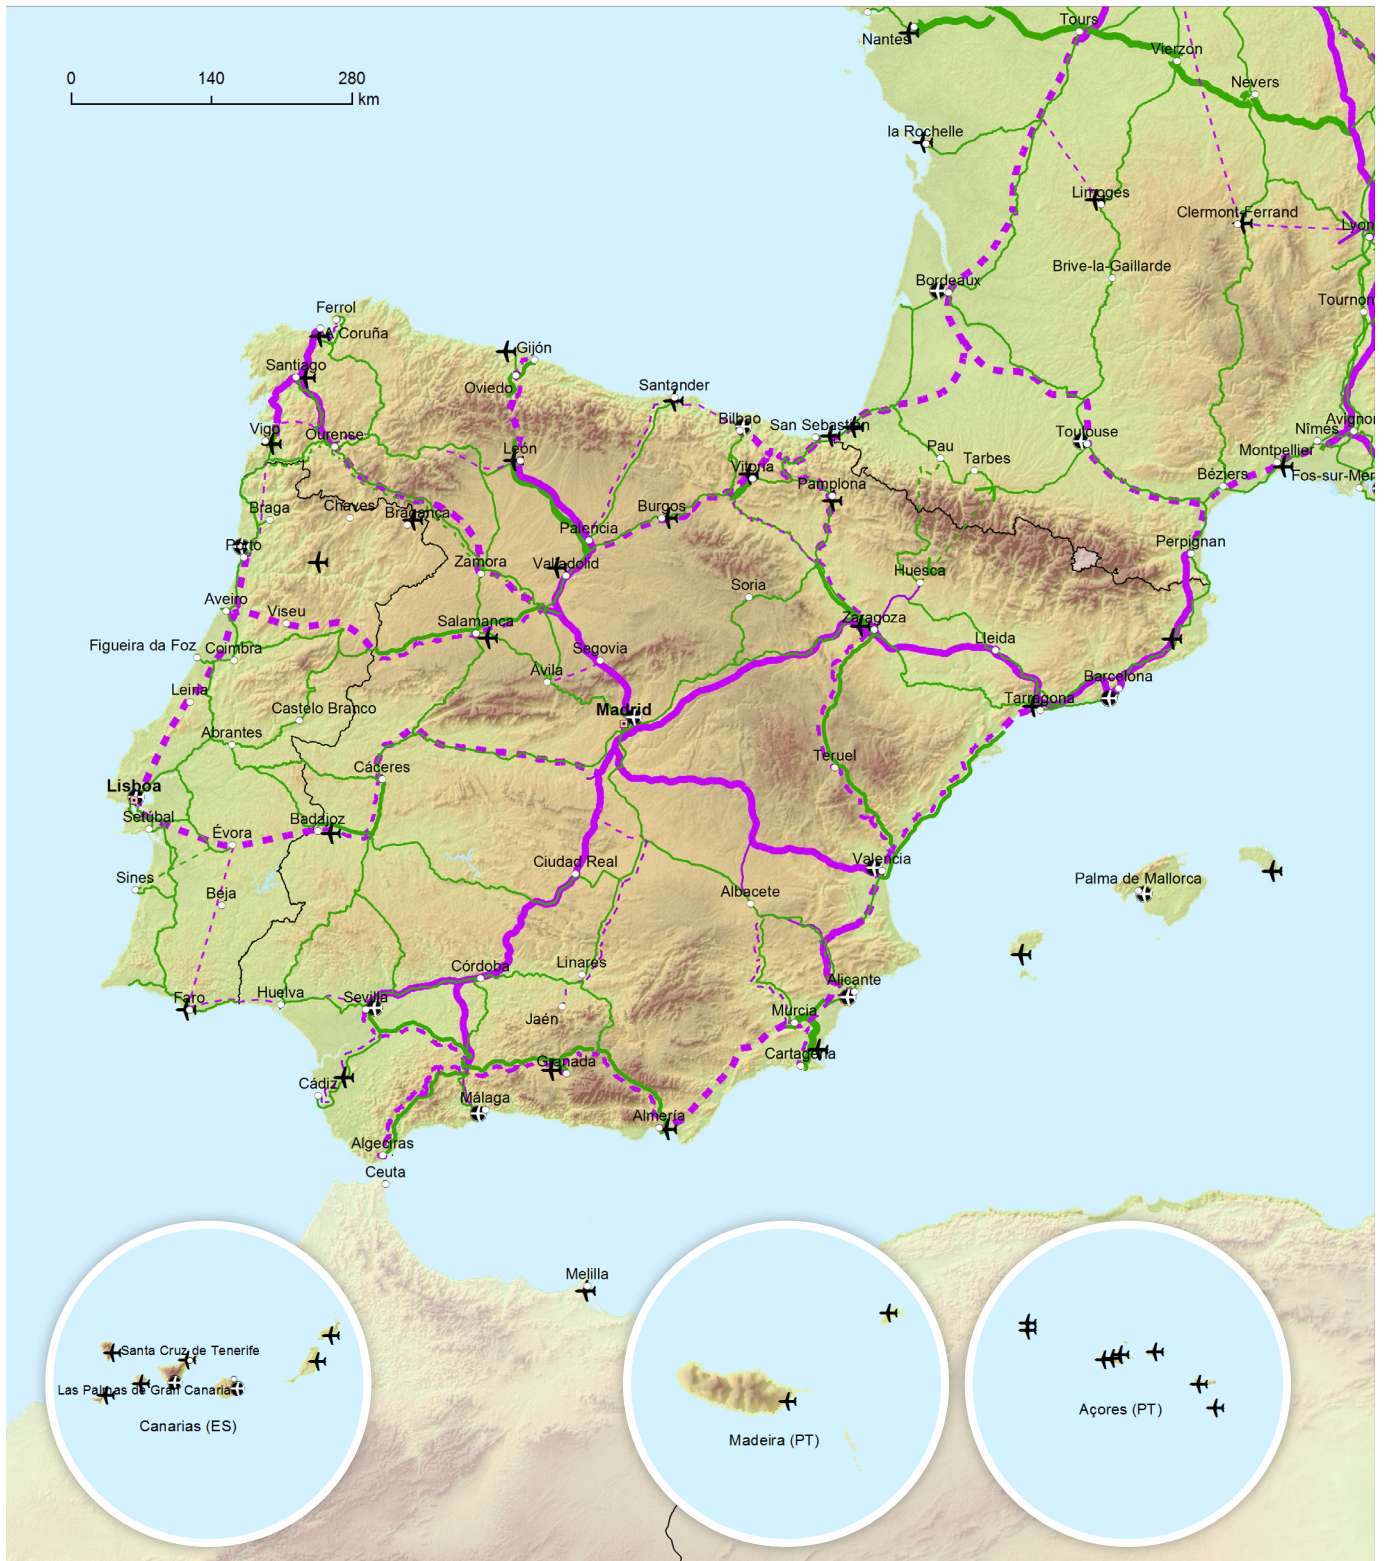 Tours
Nantes
Vierzon
0 140 280
km
Nevers
la Rochelle
Limoges
Clermont-Ferrand
Lyon
Brive-la-Gaillarde
Bordeaux
Tournon
Ferrol
A Coruña
Gijón
Santiago
Oviedo
Santander
Bilbao
San Sebastián
Avignon
Nîmes
Vigo
Ourense
Toulouse
León
Pau
Montpellier
Tarbes
Vitoria
Béziers
Fos-sur-Mer
Pamplona
Braga
Chaves
Bragança
Burgos
Palencia
Porto
Perpignan
Zamora
Valladolid
Huesca
Soria
Aveiro
Viseu
Salamanca
Zaragoza
Figueira da Foz
Coimbra
Segovia
Lleida
Ávila
Barcelona
Leiria
Tarragona
Castelo Branco
Madrid
Abrantes
Teruel
Cáceres
Lisboa
Setúbal
Évora
Badajoz
Ciudad Real
Valencia
Sines
Beja
Albacete
Palma de Mallorca
Córdoba
Linares
Alicante
Faro
Huelva
Sevilla
Jaén
Murcia
Cartagena
Granada
Cádiz
Málaga
Almería
Algeciras
Ceuta
Melilla
Santa Cruz de Tenerife
Las Palmas de Gran Canaria
Canarias (ES)
Madeira (PT)
Açores (PT)